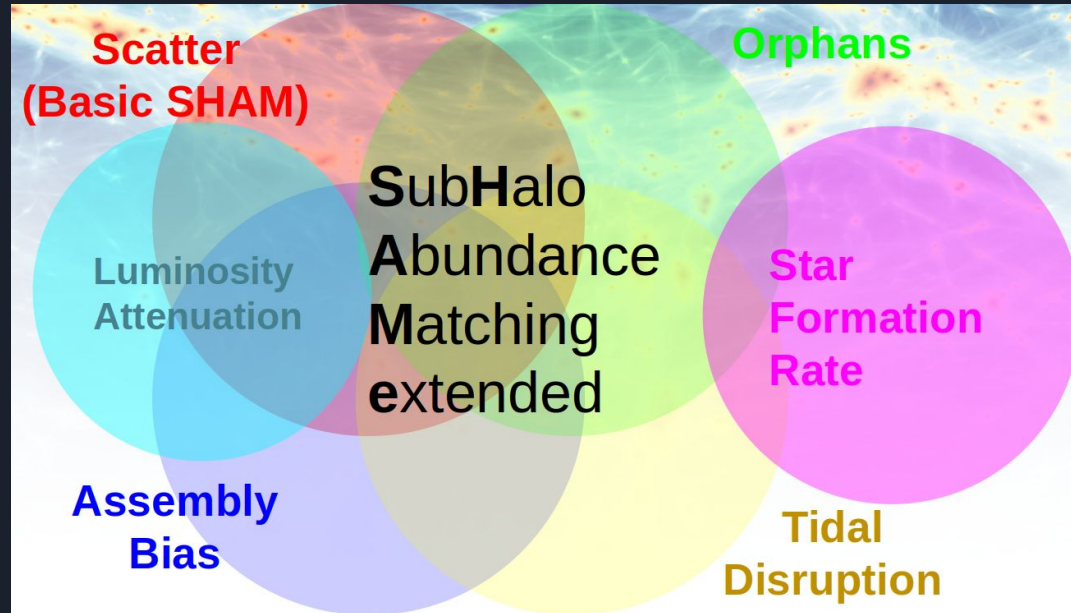 Scatter
(Basic SHAM)
Orphans
SubHalo
Abundance
Matching
extended
Luminosity
Attenuation
Star
Formation
Rate
Assembly
Bias
Tidal
Disruption